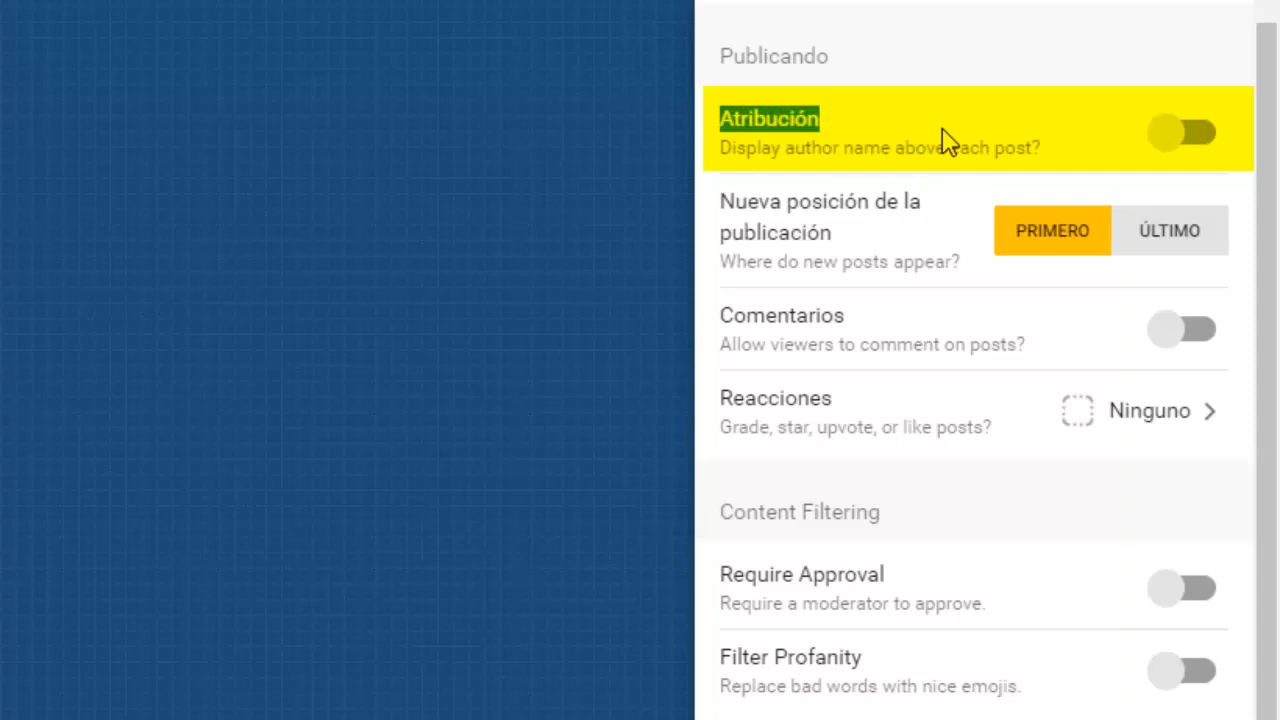 Publicando
Atribución
Display author name above each post?
Nueva posición de la
publicación
Where do new posts appear?
PRIMERO
ÚLTIMO
Comentarios
Allow viewers to comment on posts?
Reacciones
Grade, star, upvote, or like posts?
Ninguno
Content Filtering
Require Approval
Require a moderator to approve.
Filter Profanity
Replace bad words with nice emojis.